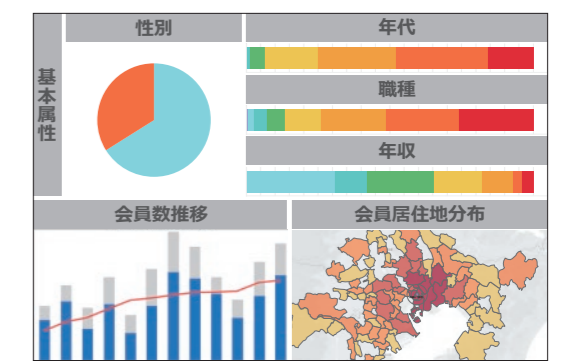 性別
年代
基本属性
職種
年収
会員数推移
会員居住地分布